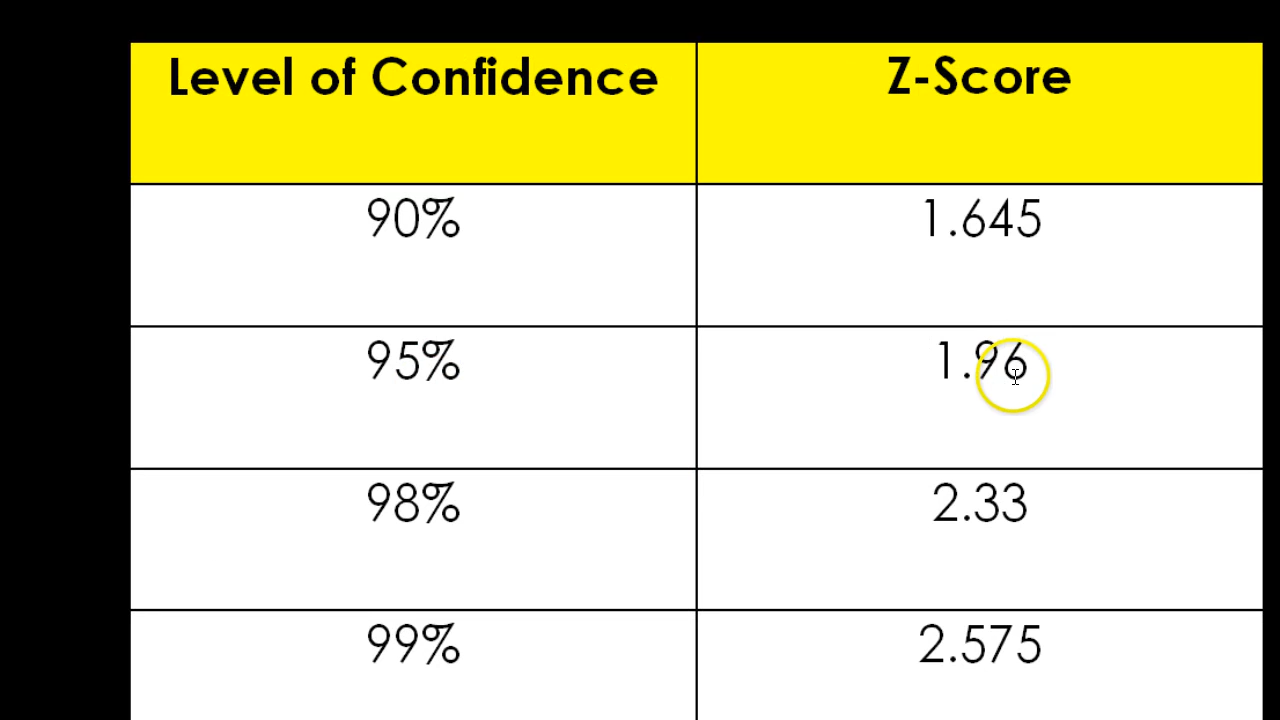 Level of Confidence Z-Score
90% 1.645
95% 1.96
98% 2.33
99% 2.575